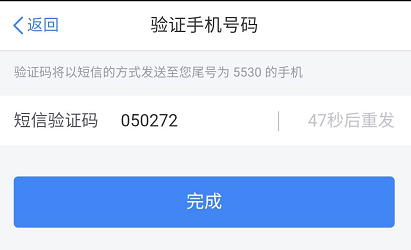 返回 验证手机号码
验证码将以短信的方式发送至您尾号为 5530 的手机
短信验证码 050272 47秒后重发
完成